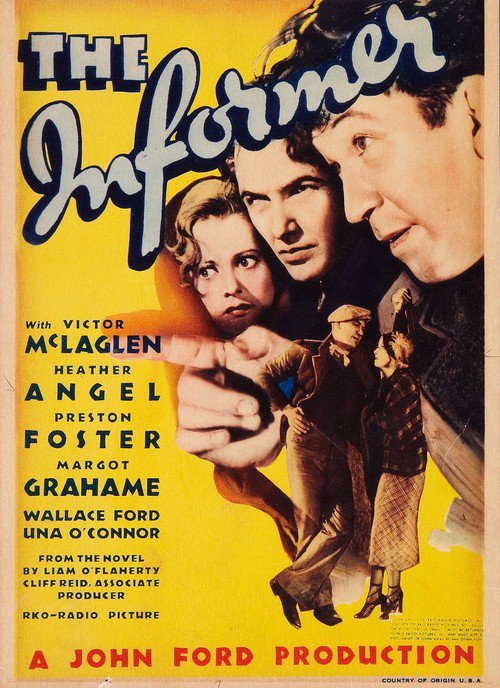 THE
Informer
With VICTOR
McLAGLEN
HEATHER
ANGEL
PRESTON
FOSTER
MARGOT
GRAHAME
WALLACE FORD
UNA O'CONNOR
FROM THE NOVEL
BY LIAM O'FLAHERTY
CLIFF REID, ASSOCIATE
PRODUCER
RKO-RADIO PICTURE
A JOHN FORD PRODUCTION
COUNTRY OF ORIGIN U.S.A.